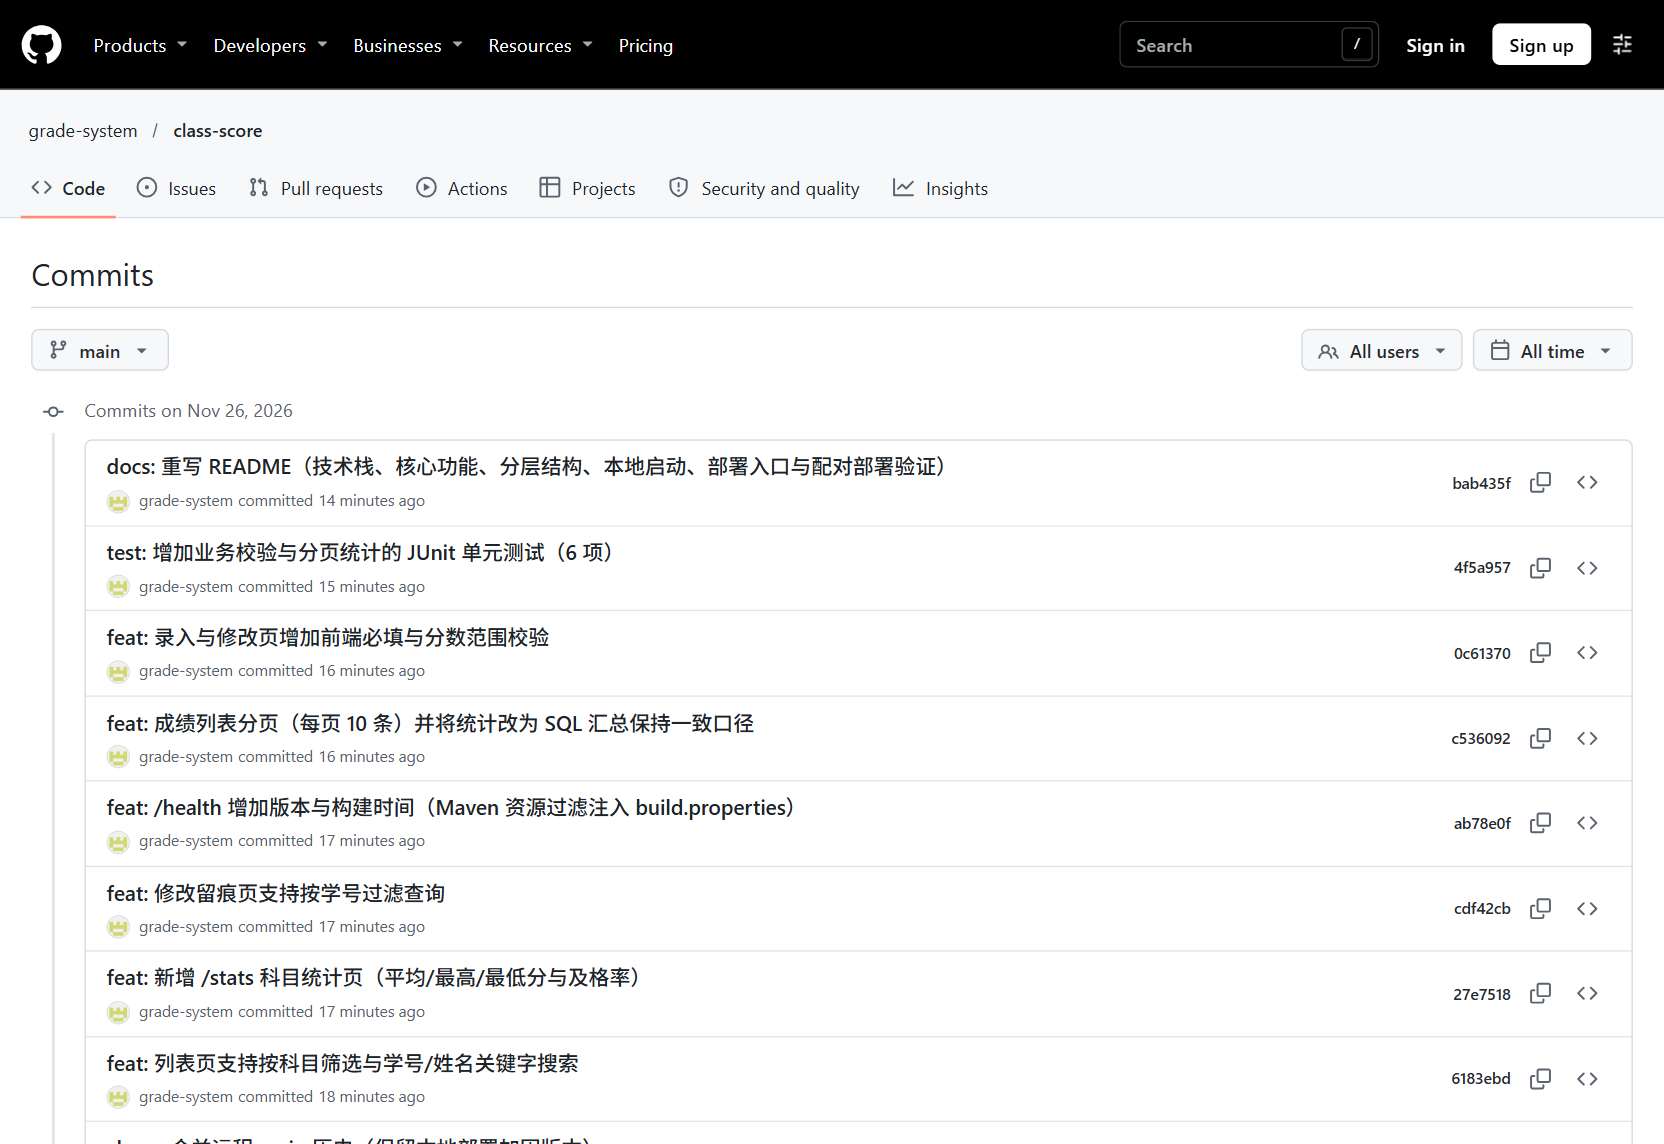 Products Developers Businesses Resources Pricing Search / Sign in Sign up
grade-system / class-score
Code Issues Pull requests Actions Projects Security and quality Insights
Commits
main All users All time
Commits on Nov 26, 2026
docs: 重写 README（技术栈、核心功能、分层结构、本地启动、部署入口与配对部署验证）
grade-system committed 14 minutes ago
bab435f
test: 增加业务校验与分页统计的 JUnit 单元测试（6 项）
grade-system committed 15 minutes ago
4f5a957
feat: 录入与修改页增加前端必填与分数范围校验
grade-system committed 16 minutes ago
0c61370
feat: 成绩列表分页（每页 10 条）并将统计改为 SQL 汇总保持一致口径
grade-system committed 16 minutes ago
c536092
feat: /health 增加版本与构建时间（Maven 资源过滤注入 build.properties）
grade-system committed 17 minutes ago
ab78e0f
feat: 修改留痕页支持按学号过滤查询
grade-system committed 17 minutes ago
cdf42cb
feat: 新增 /stats 科目统计页（平均/最高/最低分与及格率）
grade-system committed 17 minutes ago
27e7518
feat: 列表页支持按科目筛选与学号/姓名关键字搜索
grade-system committed 18 minutes ago
6183ebd